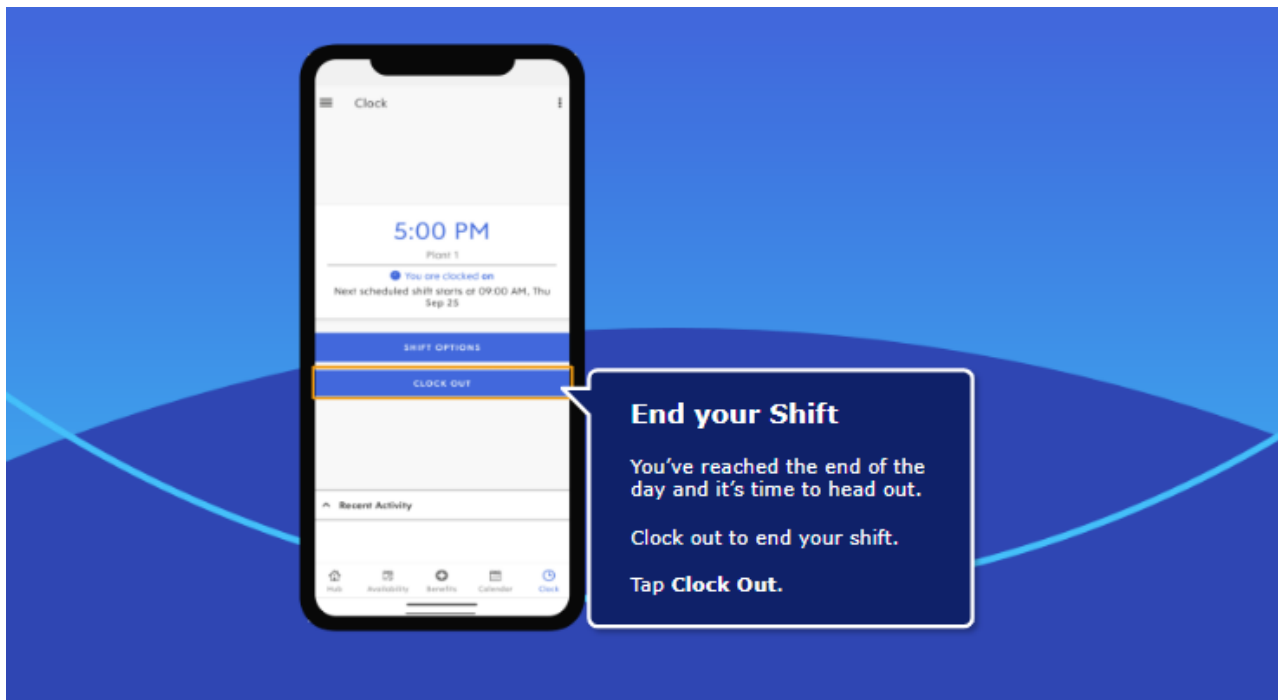 Clock
5:00 PM
Plant 1
You are clocked on
Next scheduled shift starts at 09:00 AM, Thu
Sep 25
SHIFT OPTIONS
CLOCK OUT
Recent Activity
Hub Availability Benefits Calendar Clock
End your Shift
You’ve reached the end of the
day and it’s time to head out.
Clock out to end your shift.
Tap Clock Out.